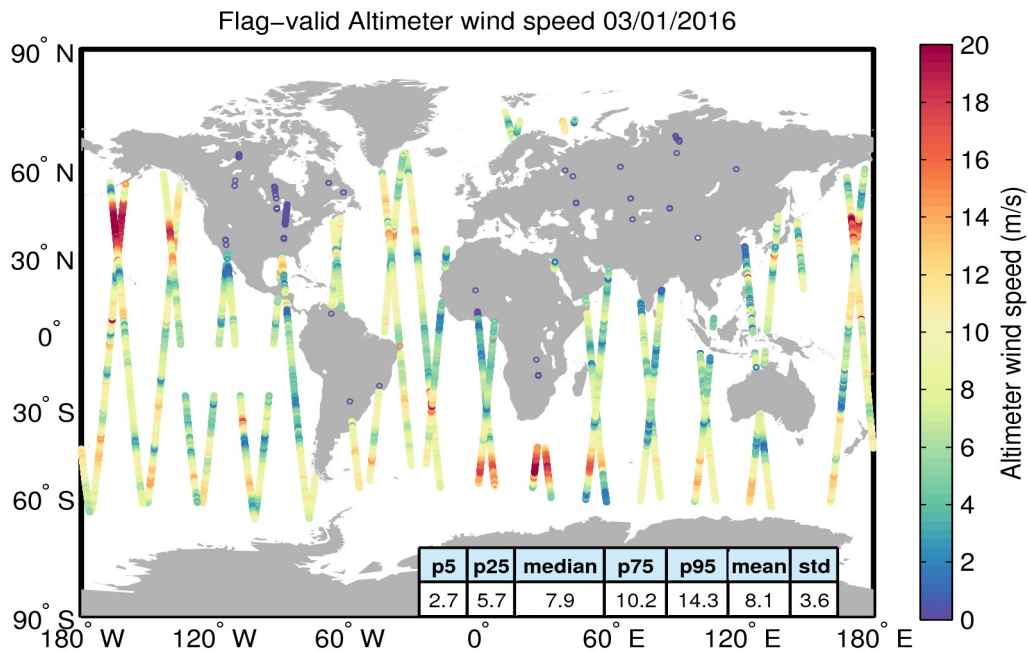 Flag−valid Altimeter wind speed 03/01/2016
90° N
60° N
30° N
0°
30° S
60° S
90° S
180° W
120° W
60° W
0°
60° E
120° E
180° E
p5 p25 median p75 p95 mean std
2.7 5.7 7.9 10.2 14.3 8.1 3.6
20
18
16
14
12
10
8
6
4
2
0
Altimeter wind speed (m/s)